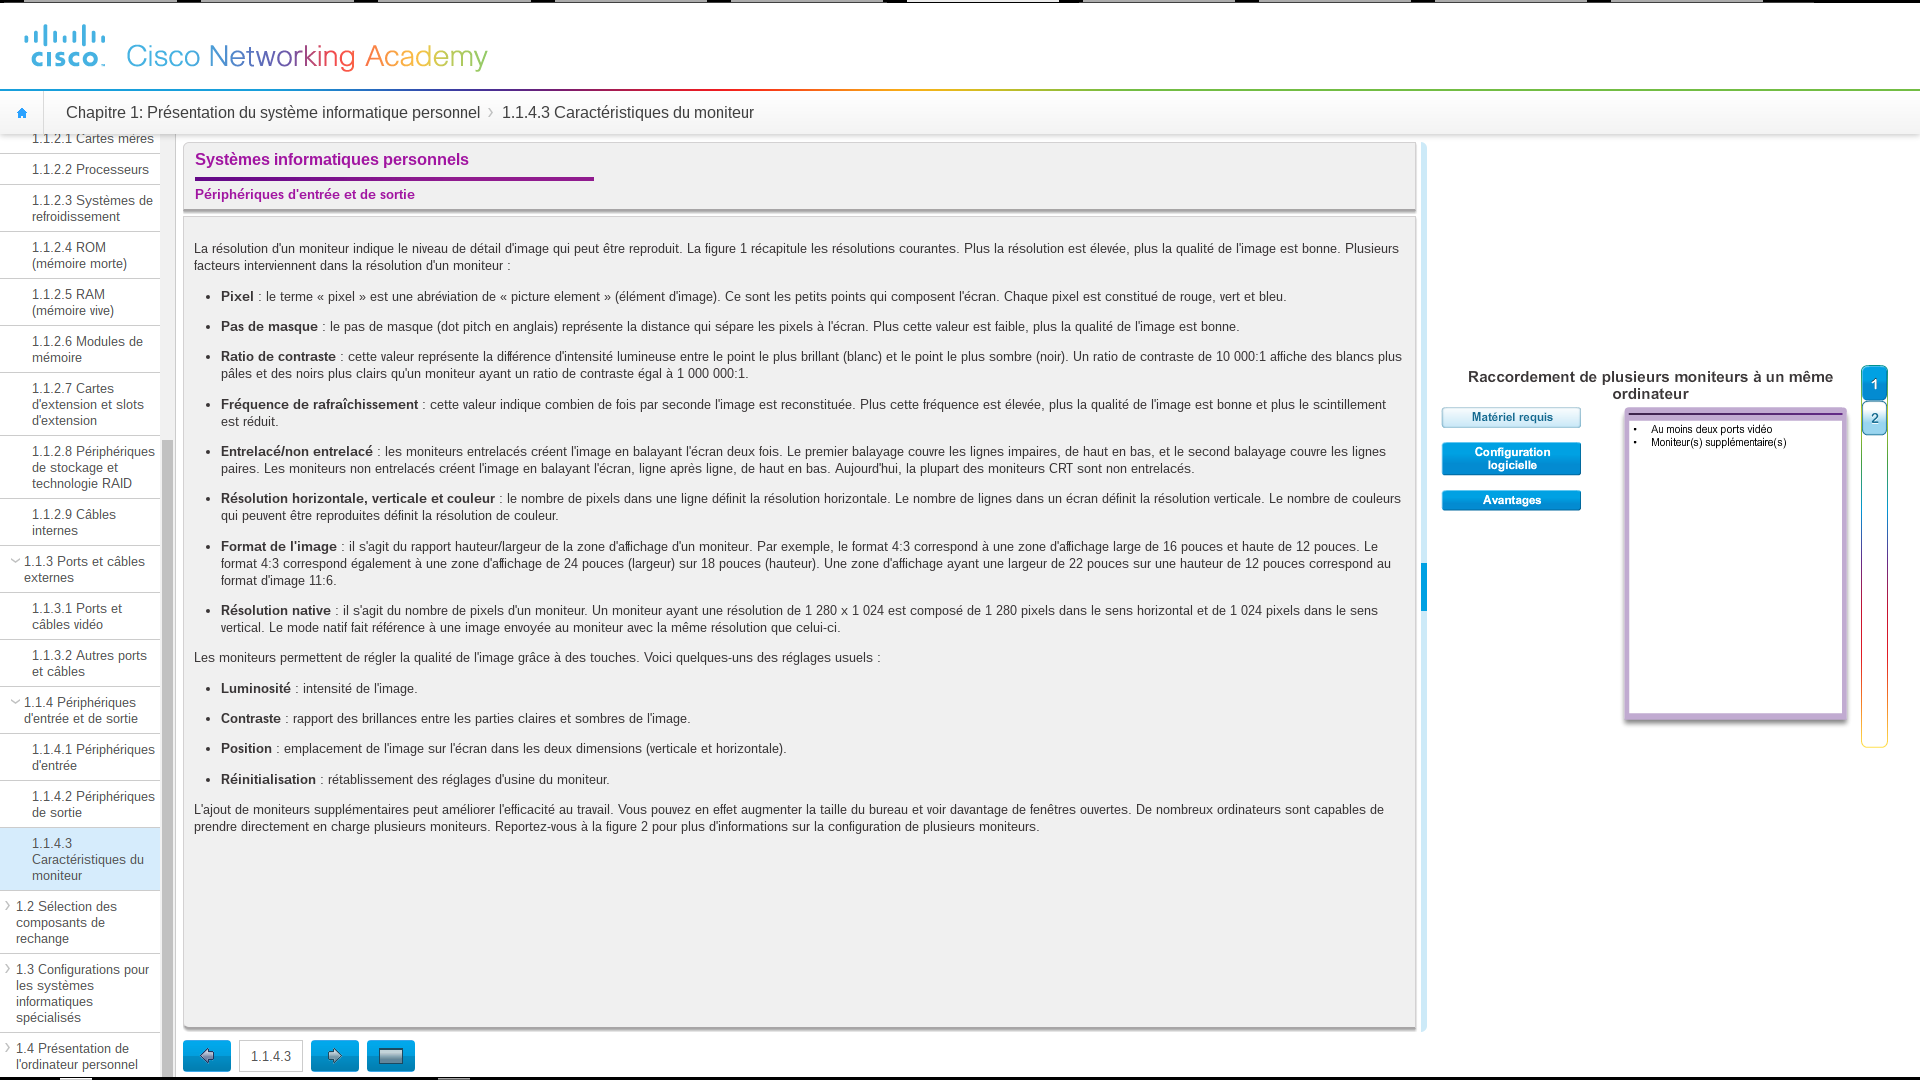 cisco
Cisco Networking Academy
Chapitre 1: Présentation du système informatique personnel
1.1.4.3 Caractéristiques du moniteur
1.1.2.1 Cartes mères
1.1.2.2 Processeurs
1.1.2.3 Systèmes de
refroidissement
1.1.2.4 ROM
(mémoire morte)
1.1.2.5 RAM
(mémoire vive)
1.1.2.6 Modules de
mémoire
1.1.2.7 Cartes
d'extension et slots
d'extension
1.1.2.8 Périphériques
de stockage et
technologie RAID
1.1.2.9 Câbles
internes
1.1.3 Ports et câbles
externes
1.1.3.1 Ports et
câbles vidéo
1.1.3.2 Autres ports
et câbles
1.1.4 Périphériques
d'entrée et de sortie
1.1.4.1 Périphériques
d'entrée
1.1.4.2 Périphériques
de sortie
1.1.4.3
Caractéristiques du
moniteur
1.2 Sélection des
composants de
rechange
1.3 Configurations pour
les systèmes
informatiques
spécialisés
1.4 Présentation de
l'ordinateur personnel
Systèmes informatiques personnels
Périphériques d'entrée et de sortie
La résolution d'un moniteur indique le niveau de détail d'image qui peut être reproduit. La figure 1 récapitule les résolutions courantes. Plus la résolution est élevée, plus la qualité de l'image est bonne. Plusieurs
facteurs interviennent dans la résolution d'un moniteur :
• Pixel : le terme « pixel » est une abréviation de « picture element » (élément d'image). Ce sont les petits points qui composent l'écran. Chaque pixel est constitué de rouge, vert et bleu.
• Pas de masque : le pas de masque (dot pitch en anglais) représente la distance qui sépare les pixels à l'écran. Plus cette valeur est faible, plus la qualité de l'image est bonne.
• Ratio de contraste : cette valeur représente la différence d'intensité lumineuse entre le point le plus brillant (blanc) et le point le plus sombre (noir). Un ratio de contraste de 10 000:1 affiche des blancs plus
pâles et des noirs plus clairs qu'un moniteur ayant un ratio de contraste égal à 1 000 000:1.
• Fréquence de rafraîchissement : cette valeur indique combien de fois par seconde l'image est reconstituée. Plus cette fréquence est élevée, plus la qualité de l'image est bonne et plus le scintillement
est réduit.
• Entrelacé/non entrelacé : les moniteurs entrelacés créent l'image en balayant l'écran deux fois. Le premier balayage couvre les lignes impaires, de haut en bas, et le second balayage couvre les lignes
paires. Les moniteurs non entrelacés créent l'image en balayant l'écran, ligne après ligne, de haut en bas. Aujourd'hui, la plupart des moniteurs CRT sont non entrelacés.
• Résolution horizontale, verticale et couleur : le nombre de pixels dans une ligne définit la résolution horizontale. Le nombre de lignes dans un écran définit la résolution verticale. Le nombre de couleurs
qui peuvent être reproduites définit la résolution de couleur.
• Format de l'image : il s'agit du rapport hauteur/largeur de la zone d'affichage d'un moniteur. Par exemple, le format 4:3 correspond à une zone d'affichage large de 16 pouces et haute de 12 pouces. Le
format 4:3 correspond également à une zone d'affichage de 24 pouces (largeur) sur 18 pouces (hauteur). Une zone d'affichage ayant une largeur de 22 pouces sur une hauteur de 12 pouces correspond au
format d'image 11:6.
• Résolution native : il s'agit du nombre de pixels d'un moniteur. Un moniteur ayant une résolution de 1 280 x 1 024 est composé de 1 280 pixels dans le sens horizontal et de 1 024 pixels dans le sens
vertical. Le mode natif fait référence à une image envoyée au moniteur avec la même résolution que celui-ci.
Les moniteurs permettent de régler la qualité de l'image grâce à des touches. Voici quelques-uns des réglages usuels :
• Luminosité : intensité de l'image.
• Contraste : rapport des brillances entre les parties claires et sombres de l'image.
• Position : emplacement de l'image sur l'écran dans les deux dimensions (verticale et horizontale).
• Réinitialisation : rétablissement des réglages d'usine du moniteur.
L'ajout de moniteurs supplémentaires peut améliorer l'efficacité au travail. Vous pouvez en effet augmenter la taille du bureau et voir davantage de fenêtres ouvertes. De nombreux ordinateurs sont capables de
prendre directement en charge plusieurs moniteurs. Reportez-vous à la figure 2 pour plus d'informations sur la configuration de plusieurs moniteurs.
1.1.4.3
Raccordement de plusieurs moniteurs à un même
ordinateur
Matériel requis
Configuration
logicielle
Avantages
• Au moins deux ports vidéo
• Moniteur(s) supplémentaire(s)
1
2